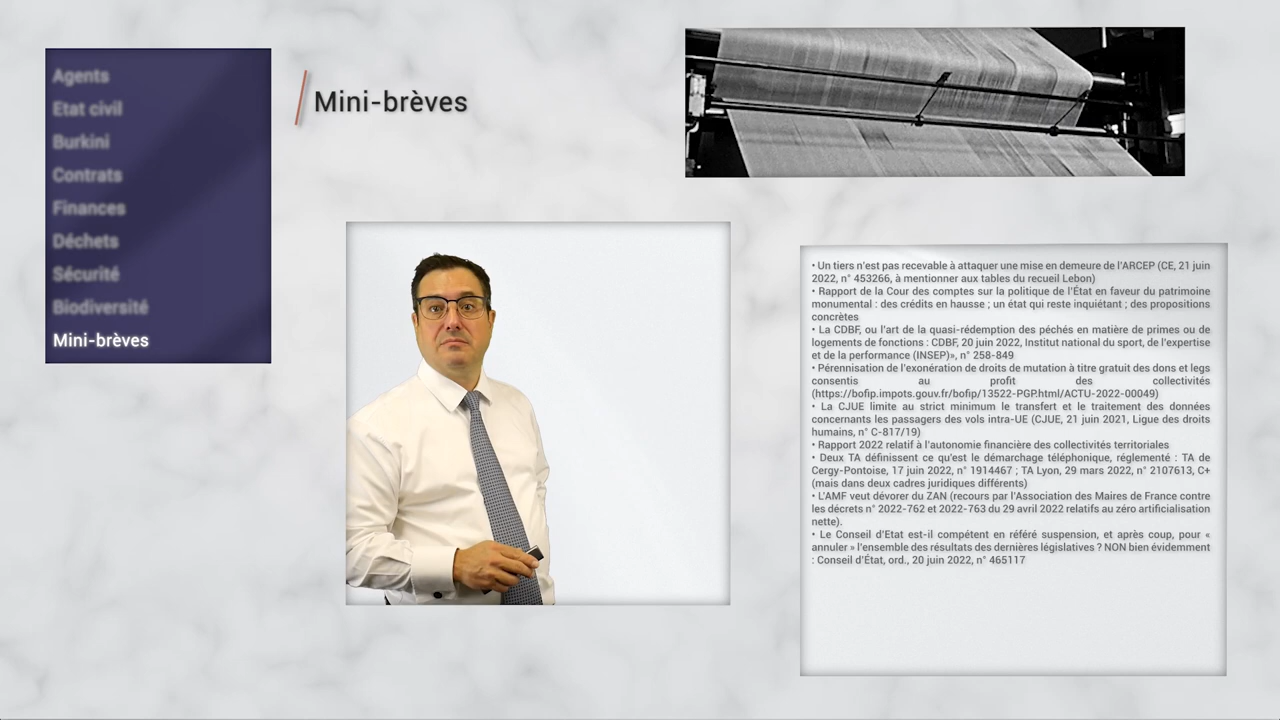 Agents
Etat civil
Burkini
Contrats
Finances
Déchets
Sécurité
Biodiversité
Mini-brèves
Mini-brèves
• Un tiers n'est pas recevable à attaquer une mise en demeure de l'ARCEP (CE, 21 juin
2022, n° 453266, à mentionner aux tables du recueil Lebon)
• Rapport de la Cour des comptes sur la politique de l'État en faveur du patrimoine
monumental : des crédits en hausse ; un état qui reste inquiétant ; des propositions
concrètes
• La CDBF, ou l'art de la quasi-rédemption des péchés en matière de primes ou de
logements de fonctions : CDBF, 20 juin 2022, Institut national du sport, de l'expertise
et de la performance (INSEP)», n° 258-849
• Pérennisation de l'exonération de droits de mutation à titre gratuit des dons et legs
consentis au profit des collectivités
(https://bofip.impots.gouv.fr/bofip/13522-PGP.html/ACTU-2022-00049)
• La CJUE limite au strict minimum le transfert et le traitement des données
concernants les passagers des vols intra-UE (CJUE, 21 juin 2021, Ligue des droits
humains, n° C-817/19)
• Rapport 2022 relatif à l'autonomie financière des collectivités territoriales
• Deux TA définissent ce qu'est le démarchage téléphonique, réglementé : TA de
Cergy-Pontoise, 17 juin 2022, n° 1914467 ; TA Lyon, 29 mars 2022, n° 2107613, C+
(mais dans deux cadres juridiques différents)
• L'AMF veut dévorer du ZAN (recours par l'Association des Maires de France contre
les décrets n° 2022-762 et 2022-763 du 29 avril 2022 relatifs au zéro artificialisation
nette).
• Le Conseil d'Etat est-il compétent en référé suspension, et après coup, pour «
annuler » l'ensemble des résultats des dernières législatives ? NON bien évidemment
: Conseil d'État, ord., 20 juin 2022, n° 465117